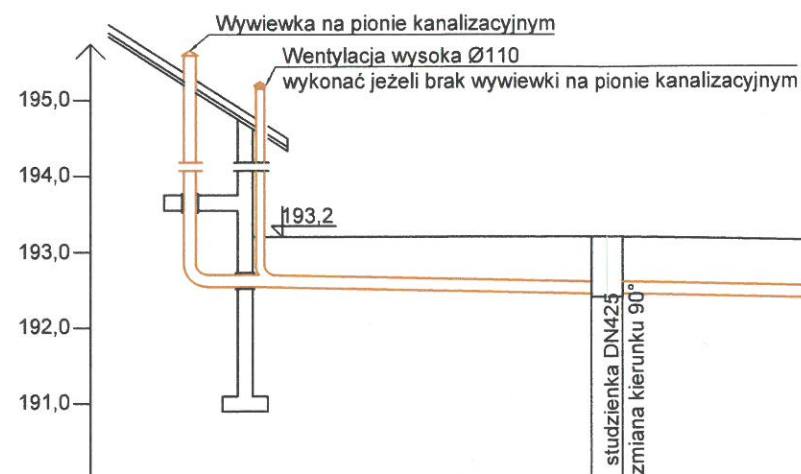 Wywiewka na pionie kanalizacyjnym
Wentylacja wysoka Ø110
wykonać jeżeli brak wywiewki na pionie kanalizacyjnym
195,0
194,0
193,2
193,0
192,0
191,0
studzienka DN425
zmiana kierunku 90°